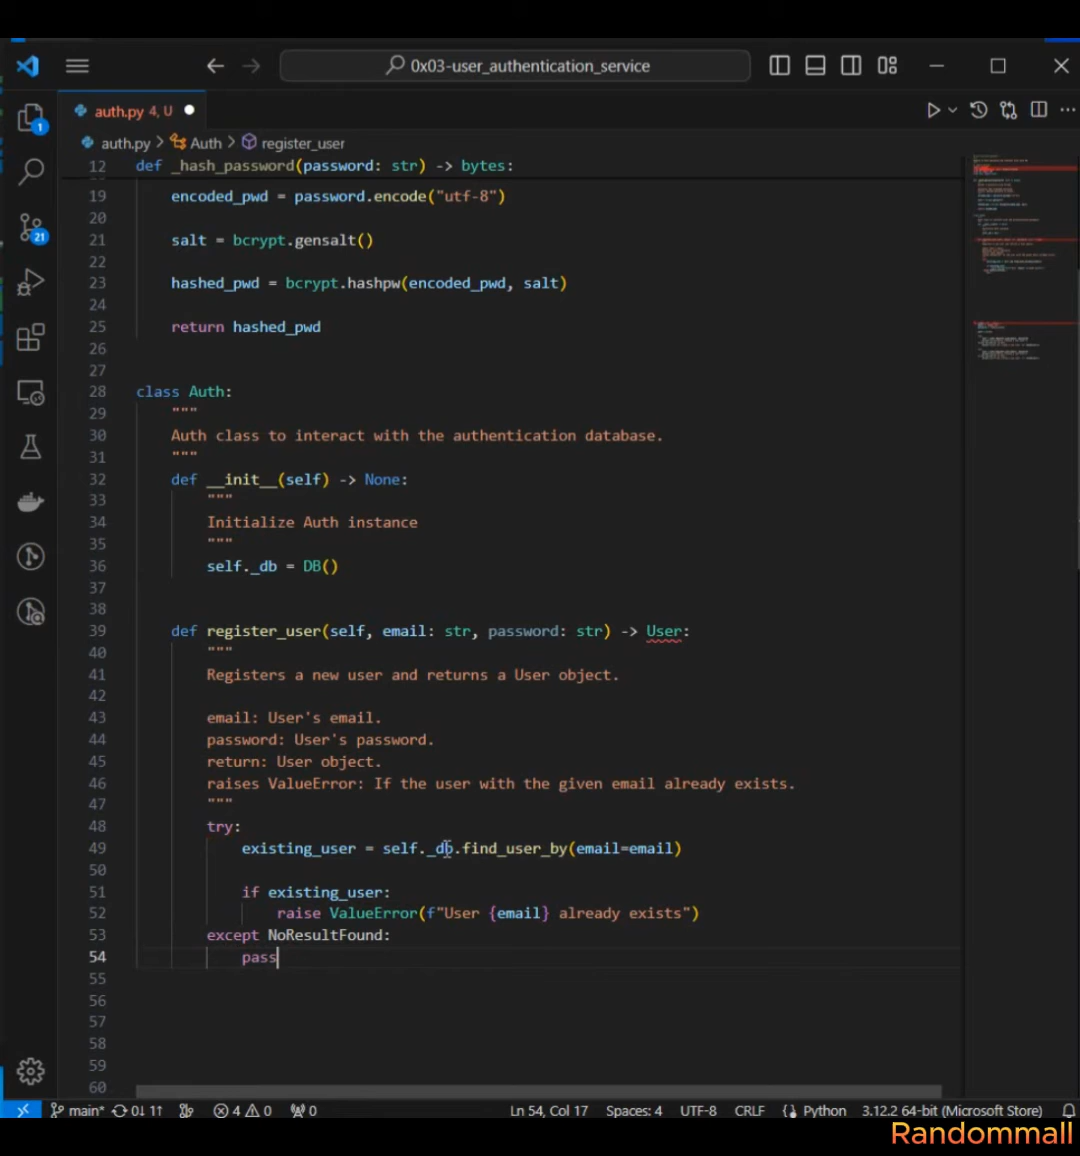 0x03-user_authentication_service
auth.py 4, U
auth.py > Auth > register_user
12 def _hash_password(password: str) -> bytes:
19 encoded_pwd = password.encode("utf-8")
20
21 salt = bcrypt.gensalt()
22
23 hashed_pwd = bcrypt.hashpw(encoded_pwd, salt)
24
25 return hashed_pwd
26
27
28 class Auth:
29 """
30 Auth class to interact with the authentication database.
31 """
32 def __init__(self) -> None:
33 """
34 Initialize Auth instance
35 """
36 self._db = DB()
37
38
39 def register_user(self, email: str, password: str) -> User:
40 """
41 Registers a new user and returns a User object.
42
43 email: User's email.
44 password: User's password.
45 return: User object.
46 raises ValueError: If the user with the given email already exists.
47 """
48 try:
49 existing_user = self._db.find_user_by(email=email)
50
51 if existing_user:
52 raise ValueError(f"User {email} already exists")
53 except NoResultFound:
54 pass
55
56
57
58
59
60
1
21
main* 0↓ 1↑ 4 0 0 Ln 54, Col 17 Spaces: 4 UTF-8 CRLF Python 3.12.2 64-bit (Microsoft Store)
Randommall